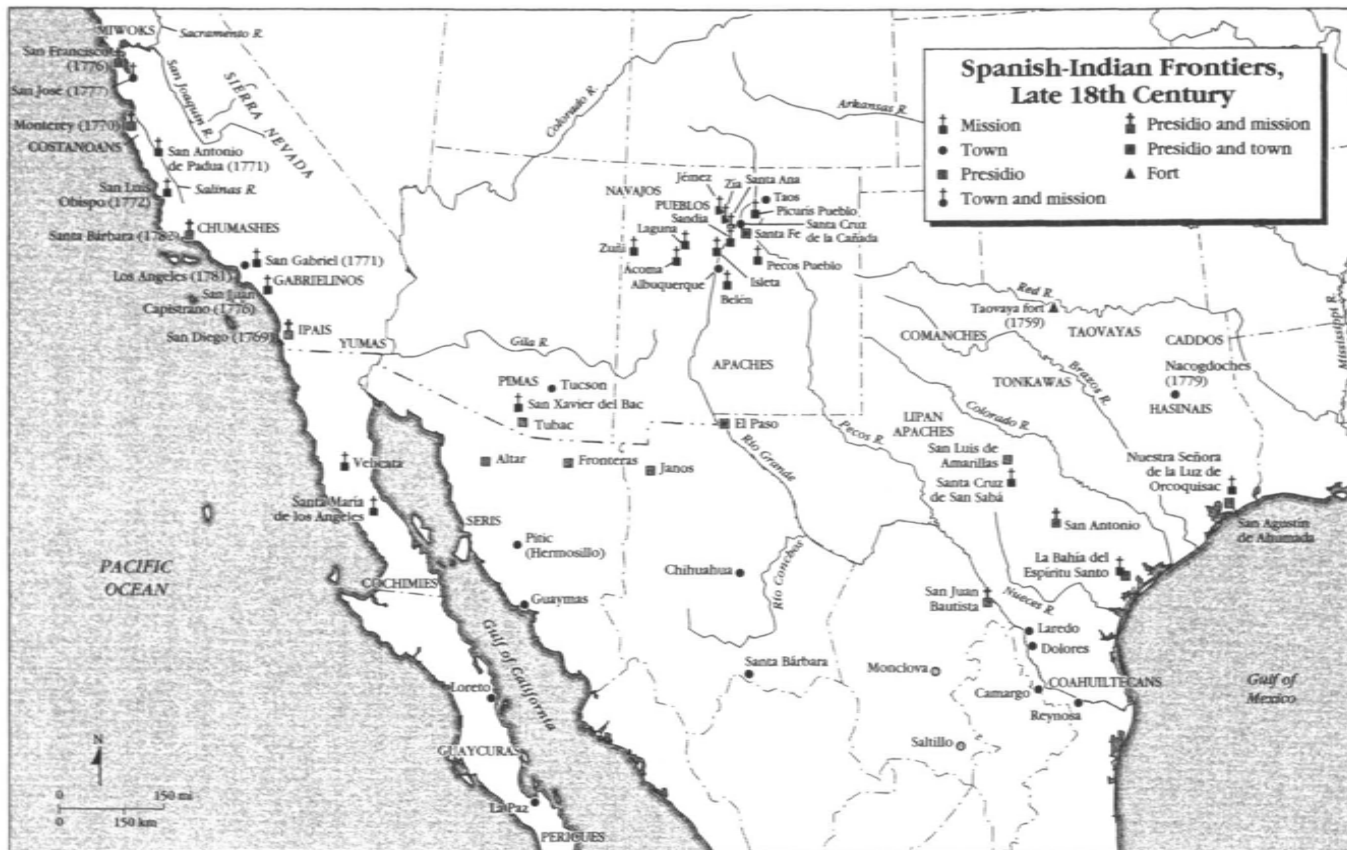 Spanish-Indian Frontiers,
Late 18th Century
Mission
Town
Presidio
Town and mission
Presidio and mission
Presidio and town
Fort
MIWOKS
Sacramento R.
San Francisco
(1776)
San José (1777)
San Joaquin R.
SIERRA NEVADA
Monterey (1770)
COSTANOANS
San Antonio
de Padua (1771)
San Luis
Obispo (1772)
Salinas R.
CHUMASHES
Santa Bárbara
San Gabriel (1771)
Los Angeles (1781)
GABRIELINOS
San Juan
Capistrano (1776)
San Diego (1769)
IPAIS
YUMAS
Colorado R.
Arkansas R.
NAVAJOS
Jémez
Zía
Santa Ana
Taos
PUEBLOS
Sandia
Picuris Pueblo
Laguna
Santa Fe
Santa Cruz
de la Cañada
Zuñi
Acoma
Pecos Pueblo
Albuquerque
Isleta
Belén
Red R.
Taovaya fort
(1759)
TAOVAYAS
COMANCHES
CADDOS
Mississippi R.
Gila R.
APACHES
Brazos R.
Nacogdoches
(1779)
PIMAS
Tucson
TONKAWAS
HASINAIS
San Xavier del Bac
Tubac
El Paso
LIPAN
APACHES
Colorado R.
Pecos R.
Río Grande
Altar
Fronteras
Janos
San Luis de
Amarillas
Velicata
Santa Cruz
de San Sabá
Nuestra Señora
de la Luz de
Orcoquisac
Santa María
de los Angeles
SERIS
San Antonio
San Agustín
de Ahumada
Pitic
(Hermosillo)
PACIFIC
OCEAN
Chihuahua
Río Conchos
La Bahía del
Espíritu Santo
COCHIMIES
Guaymas
San Juan
Bautista
Nueces R.
Laredo
Dolores
Gulf of California
Santa Bárbara
Monclova
Loreto
Camargo
COAHUILTECANS
Reynosa
Gulf of
Mexico
GUAYCURAS
Saltillo
N
0 150 mi
0 150 km
La Paz
PERICUES